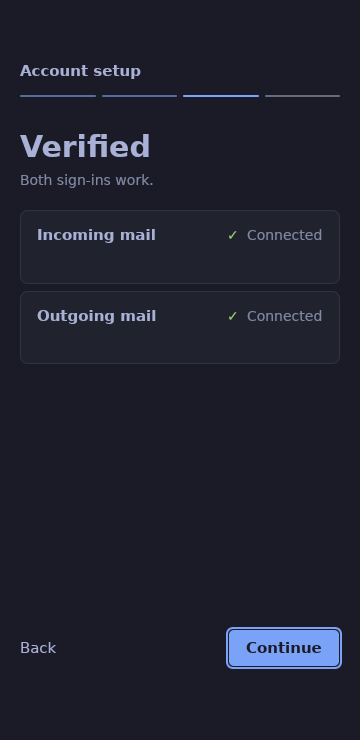 Account setup
Verified
Both sign-ins work.
Incoming mail ✓ Connected
Outgoing mail ✓ Connected
Back Continue